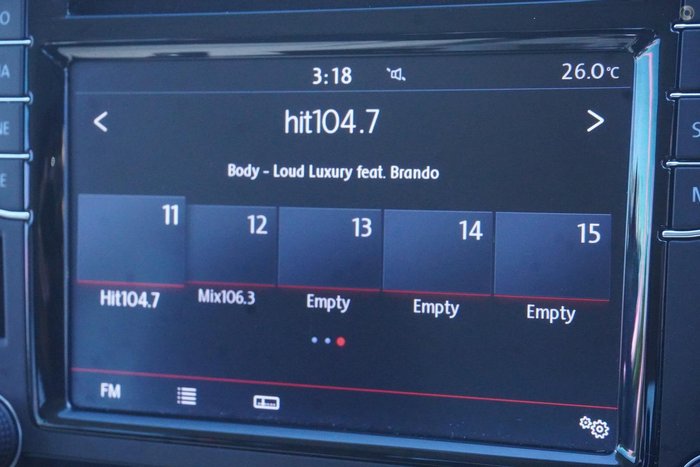 3:18
26.0°C
< hit104.7 >
Body - Loud Luxury feat. Brando
11 12 13 14 15
Hit104.7 Mix106.3 Empty Empty Empty
FM